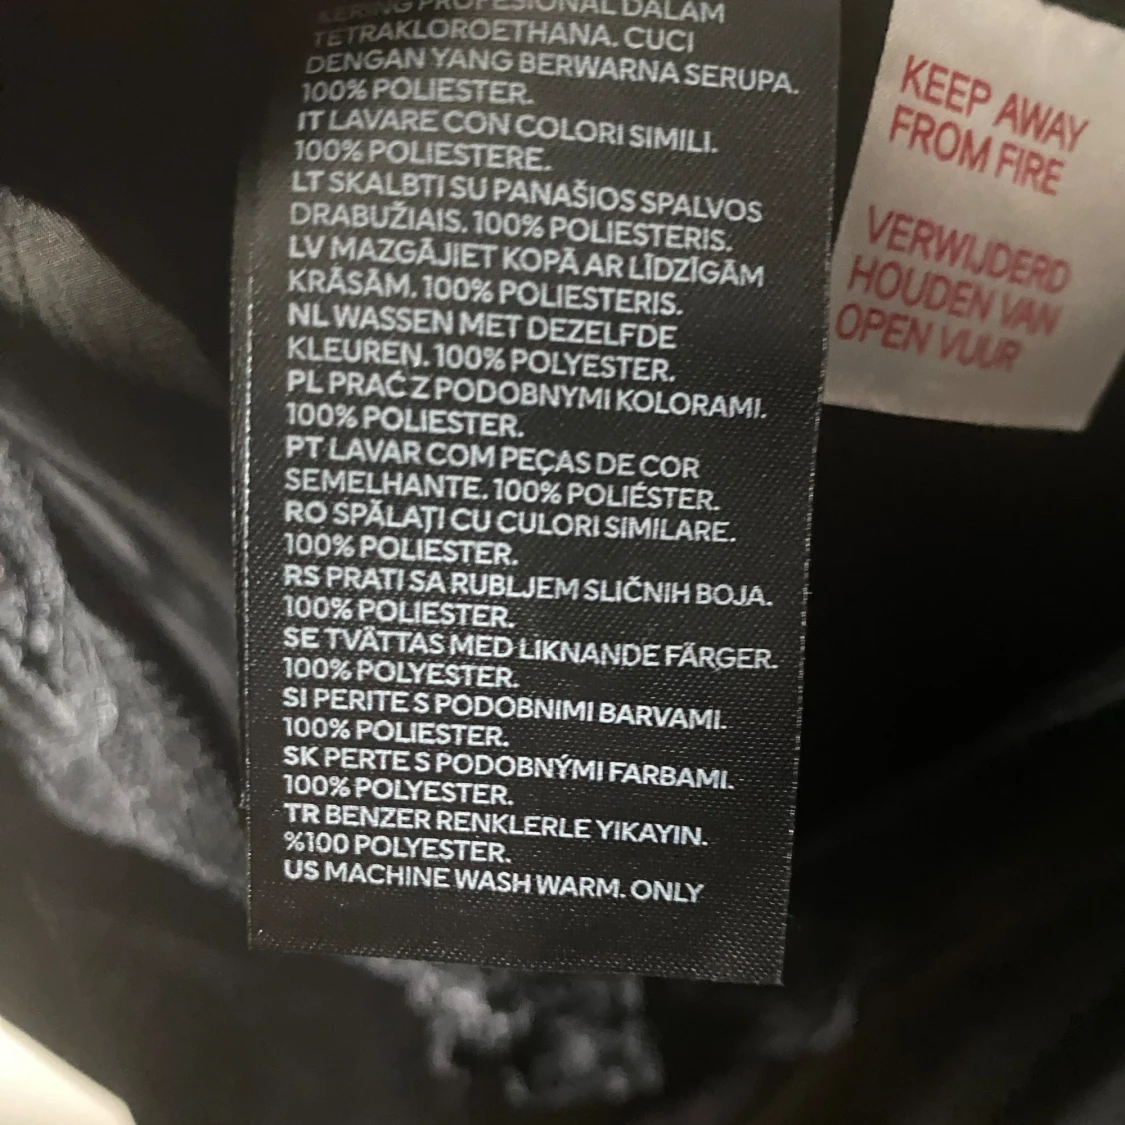 KERING PROFESIONAL DALAM
TETRAKLOROETHANA. CUCI
DENGAN YANG BERWARNA SERUPA.
100% POLIESTER.
IT LAVARE CON COLORI SIMILI.
100% POLIESTERE.
LT SKALBTI SU PANAŠIOS SPALVOS
DRABUŽIAIS. 100% POLIESTERIS.
LV MAZGĀJIET KOPĀ AR LĪDZĪGĀM
KRĀSĀM. 100% POLIESTERIS.
NL WASSEN MET DEZELFDE
KLEUREN. 100% POLYESTER.
PL PRAĆ Z PODOBNYMI KOLORAMI.
100% POLIESTER.
PT LAVAR COM PEÇAS DE COR
SEMELHANTE. 100% POLIÉSTER.
RO SPĂLAȚI CU CULORI SIMILARE.
100% POLIESTER.
RS PRATI SA RUBLJEM SLIČNIH BOJA.
100% POLIESTER.
SE TVÄTTAS MED LIKNANDE FÄRGER.
100% POLYESTER.
SI PERITE S PODOBNIMI BARVAMI.
100% POLIESTER.
SK PERTE S PODOBNÝMI FARBAMI.
100% POLYESTER.
TR BENZER RENKLERLE YIKAYIN.
%100 POLYESTER.
US MACHINE WASH WARM. ONLY
KEEP AWAY
FROM FIRE
VERWIJDERD
HOUDEN VAN
OPEN VUUR